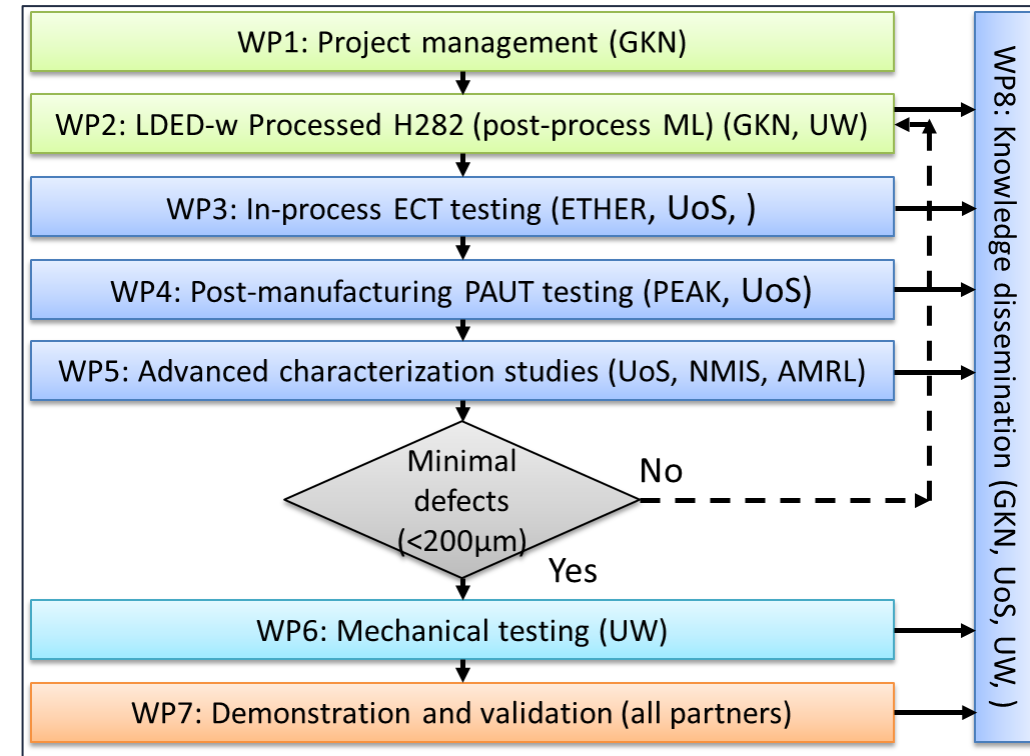 WP1: Project management (GKN)
WP2: LDED-w Processed H282 (post-process ML) (GKN, UW)
WP3: In-process ECT testing (ETHER, UoS, )
WP4: Post-manufacturing PAUT testing (PEAK, UoS)
WP5: Advanced characterization studies (UoS, NMIS, AMRL)
Minimal
defects
(<200μm)
No
Yes
WP6: Mechanical testing (UW)
WP7: Demonstration and validation (all partners)
WP8: Knowledge dissemination (GKN, UoS, UW, )